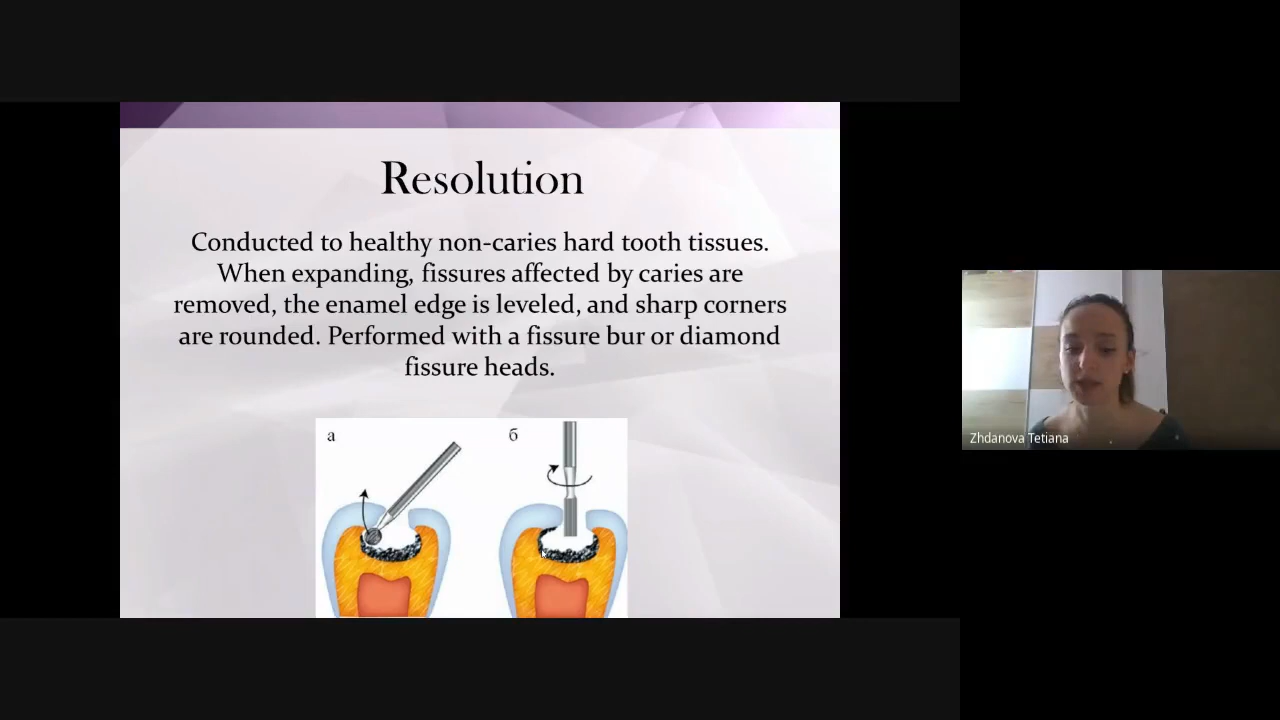 Resolution
Conducted to healthy non-caries hard tooth tissues.
When expanding, fissures affected by caries are
removed, the enamel edge is leveled, and sharp corners
are rounded. Performed with a fissure bur or diamond
fissure heads.
а б
Zhdanova Tetiana